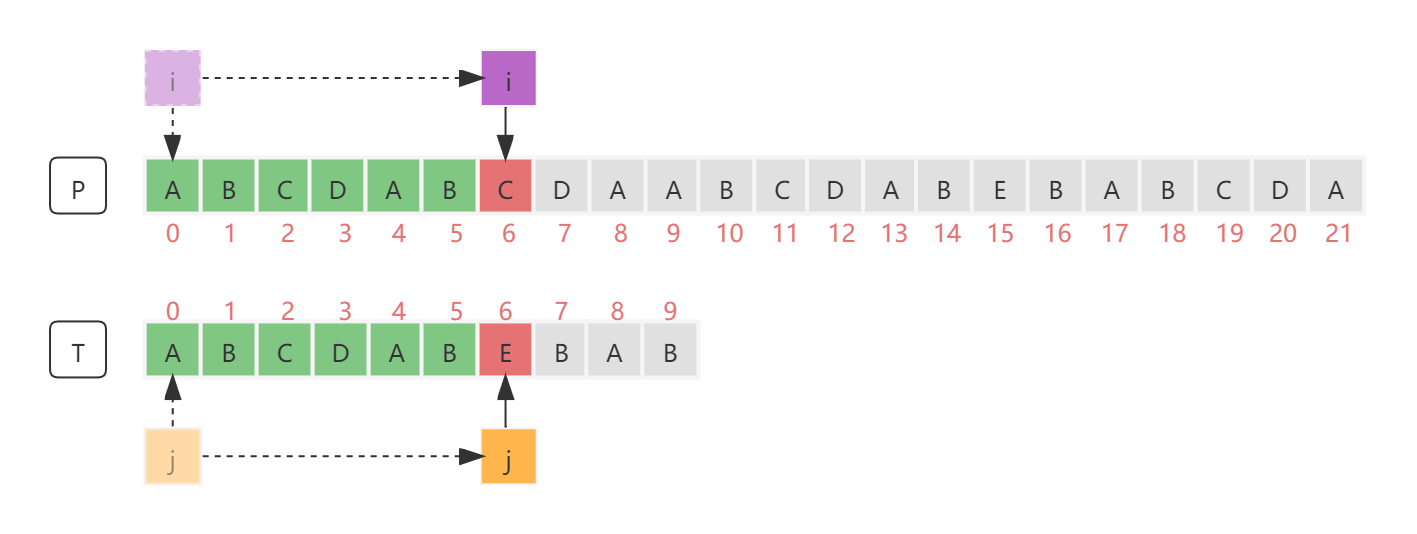 i i
P A B C D A B C D A A B C D A B E B A B C D A
0 1 2 3 4 5 6 7 8 9 10 11 12 13 14 15 16 17 18 19 20 21
0 1 2 3 4 5 6 7 8 9
T A B C D A B E B A B
j j